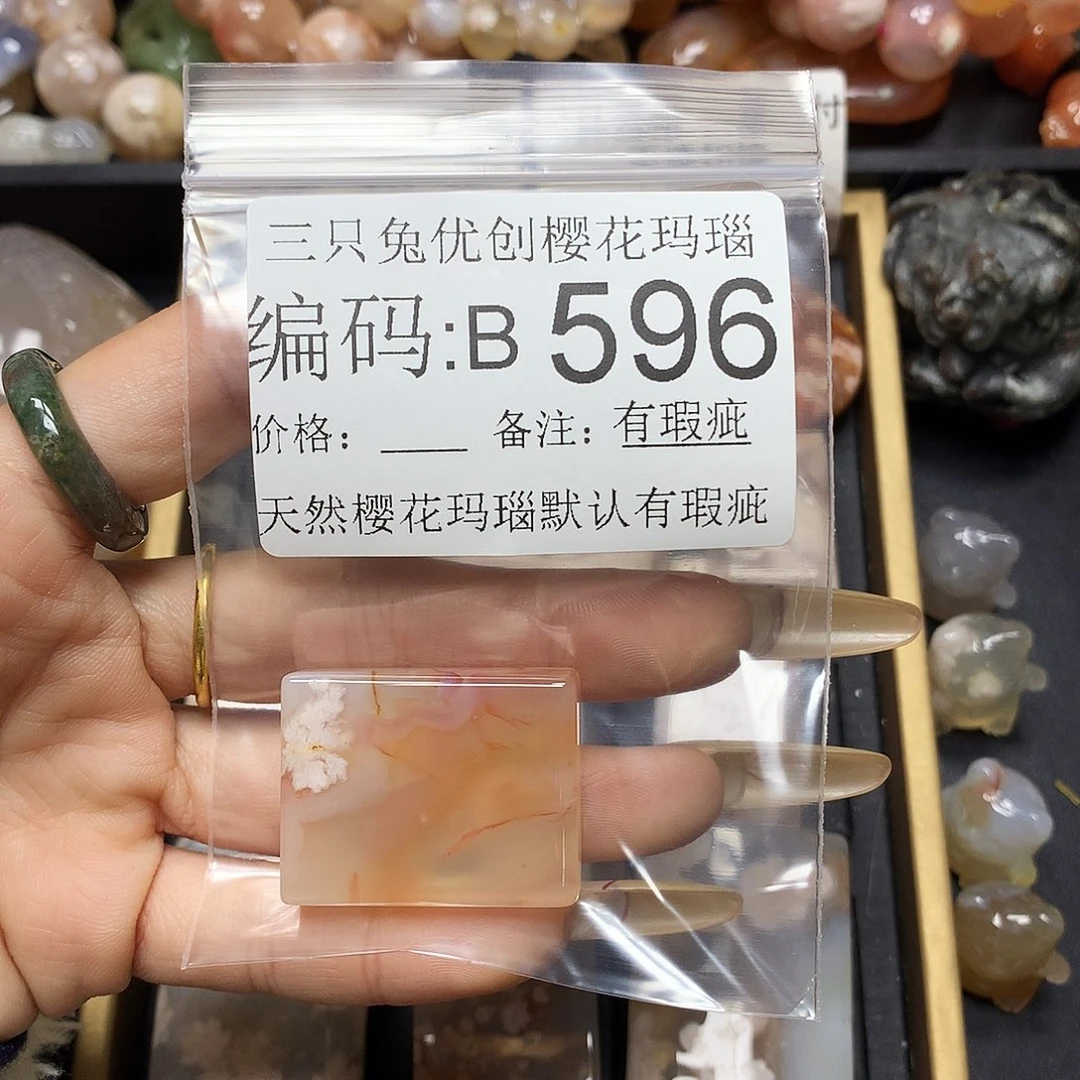 三只兔优创樱花玛瑙
编码:B 596
价格：____ 备注：有瑕疵
天然樱花玛瑙默认有瑕疵
付